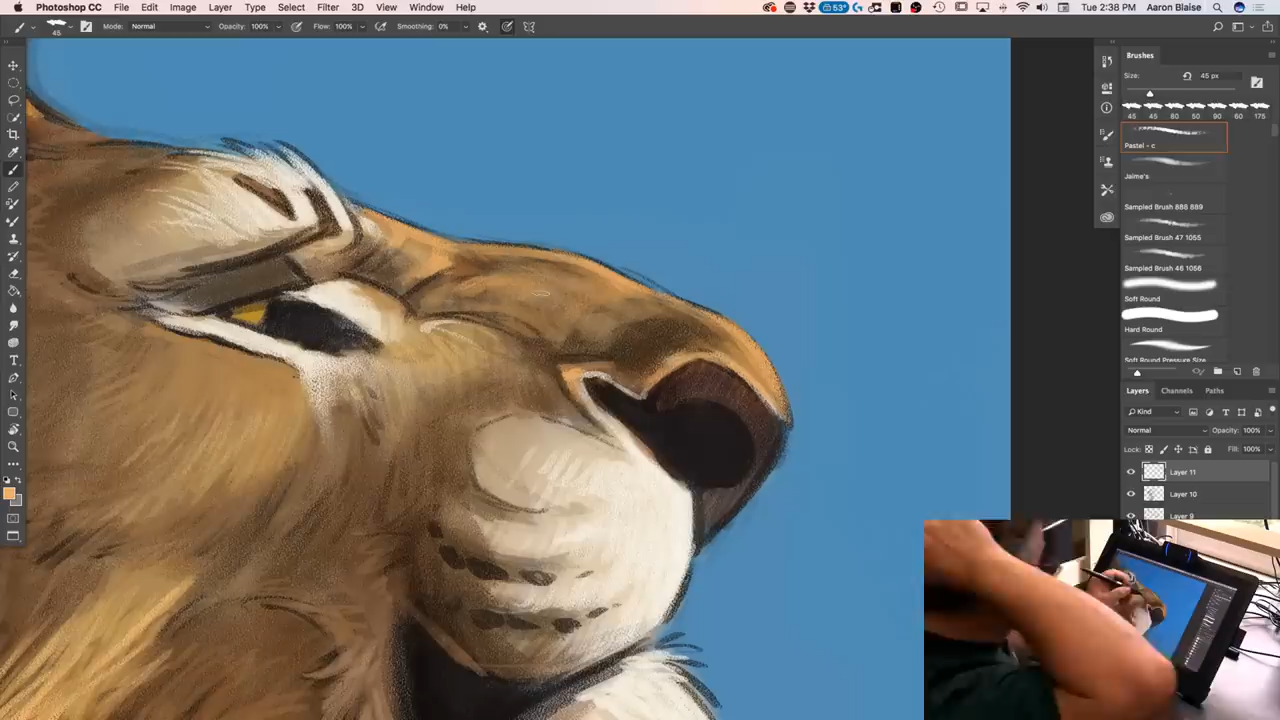 Photoshop CC File Edit Image Layer Type Select Filter 3D View Window Help 53° Tue 2:38 PM Aaron Blaise
45 Mode: Normal Opacity: 100% Flow: 100% Smoothing: 0%
Brushes
Size: 45 px
45 45 80 50 90 60 175
Pastel - c
Jaime's
Sampled Brush 888 889
Sampled Brush 47 1055
Sampled Brush 46 1056
Soft Round
Hard Round
Soft Round Pressure Size
Layers Channels Paths
Kind
Normal Opacity: 100%
Lock: Fill: 100%
Layer 11
Layer 10
Layer 9